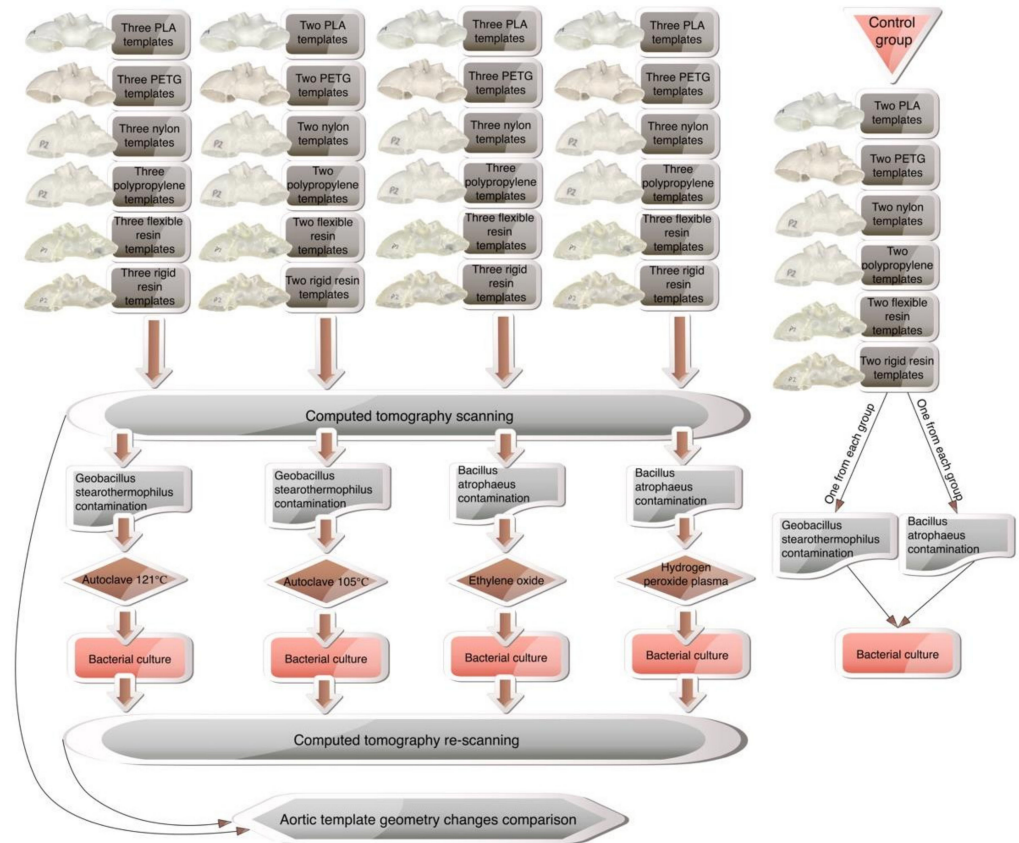 Three PLA
templates
Two PLA
templates
Three PLA
templates
Three PLA
templates
Three PETG
templates
Two PETG
templates
Three PETG
templates
Three PETG
templates
Three nylon
templates
Two nylon
templates
Three nylon
templates
Three nylon
templates
Three
polypropylene
templates
Two
polypropylene
templates
Three
polypropylene
templates
Three
polypropylene
templates
Three flexible
resin
templates
Two flexible
resin
templates
Three flexible
resin
templates
Three flexible
resin
templates
Three rigid
resin
templates
Two rigid resin
templates
Three rigid
resin
templates
Three rigid
resin
templates
Computed tomography scanning
Geobacillus
stearothermophilus
contamination
Geobacillus
stearothermophilus
contamination
Bacillus
atrophaeus
contamination
Bacillus
atrophaeus
contamination
Autoclave 121°C
Autoclave 105°C
Ethylene oxide
Hydrogen
peroxide plasma
Bacterial culture
Bacterial culture
Bacterial culture
Bacterial culture
Computed tomography re-scanning
Aortic template geometry changes comparison
Control
group
Two PLA
templates
Two PETG
templates
Two nylon
templates
Two
polypropylene
templates
Two flexible
resin
templates
Two rigid resin
templates
One from each group
One from each group
Geobacillus
stearothermophilus
contamination
Bacillus
atrophaeus
contamination
Bacterial culture